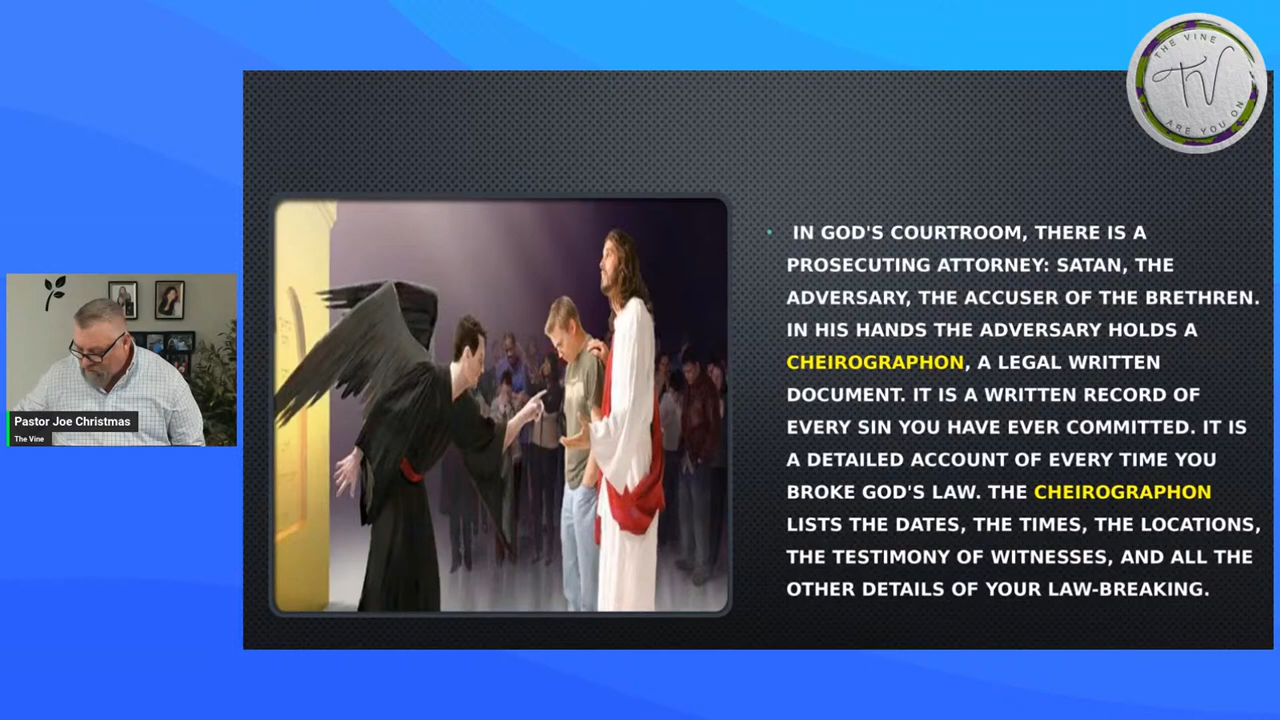 THE VINE
TV
ARE YOU ON
IN GOD'S COURTROOM, THERE IS A
PROSECUTING ATTORNEY: SATAN, THE
ADVERSARY, THE ACCUSER OF THE BRETHREN.
IN HIS HANDS THE ADVERSARY HOLDS A
CHEIROGRAPHON, A LEGAL WRITTEN
DOCUMENT. IT IS A WRITTEN RECORD OF
EVERY SIN YOU HAVE EVER COMMITTED. IT IS
A DETAILED ACCOUNT OF EVERY TIME YOU
BROKE GOD'S LAW. THE CHEIROGRAPHON
LISTS THE DATES, THE TIMES, THE LOCATIONS,
THE TESTIMONY OF WITNESSES, AND ALL THE
OTHER DETAILS OF YOUR LAW-BREAKING.
Pastor Joe Christmas
The Vine